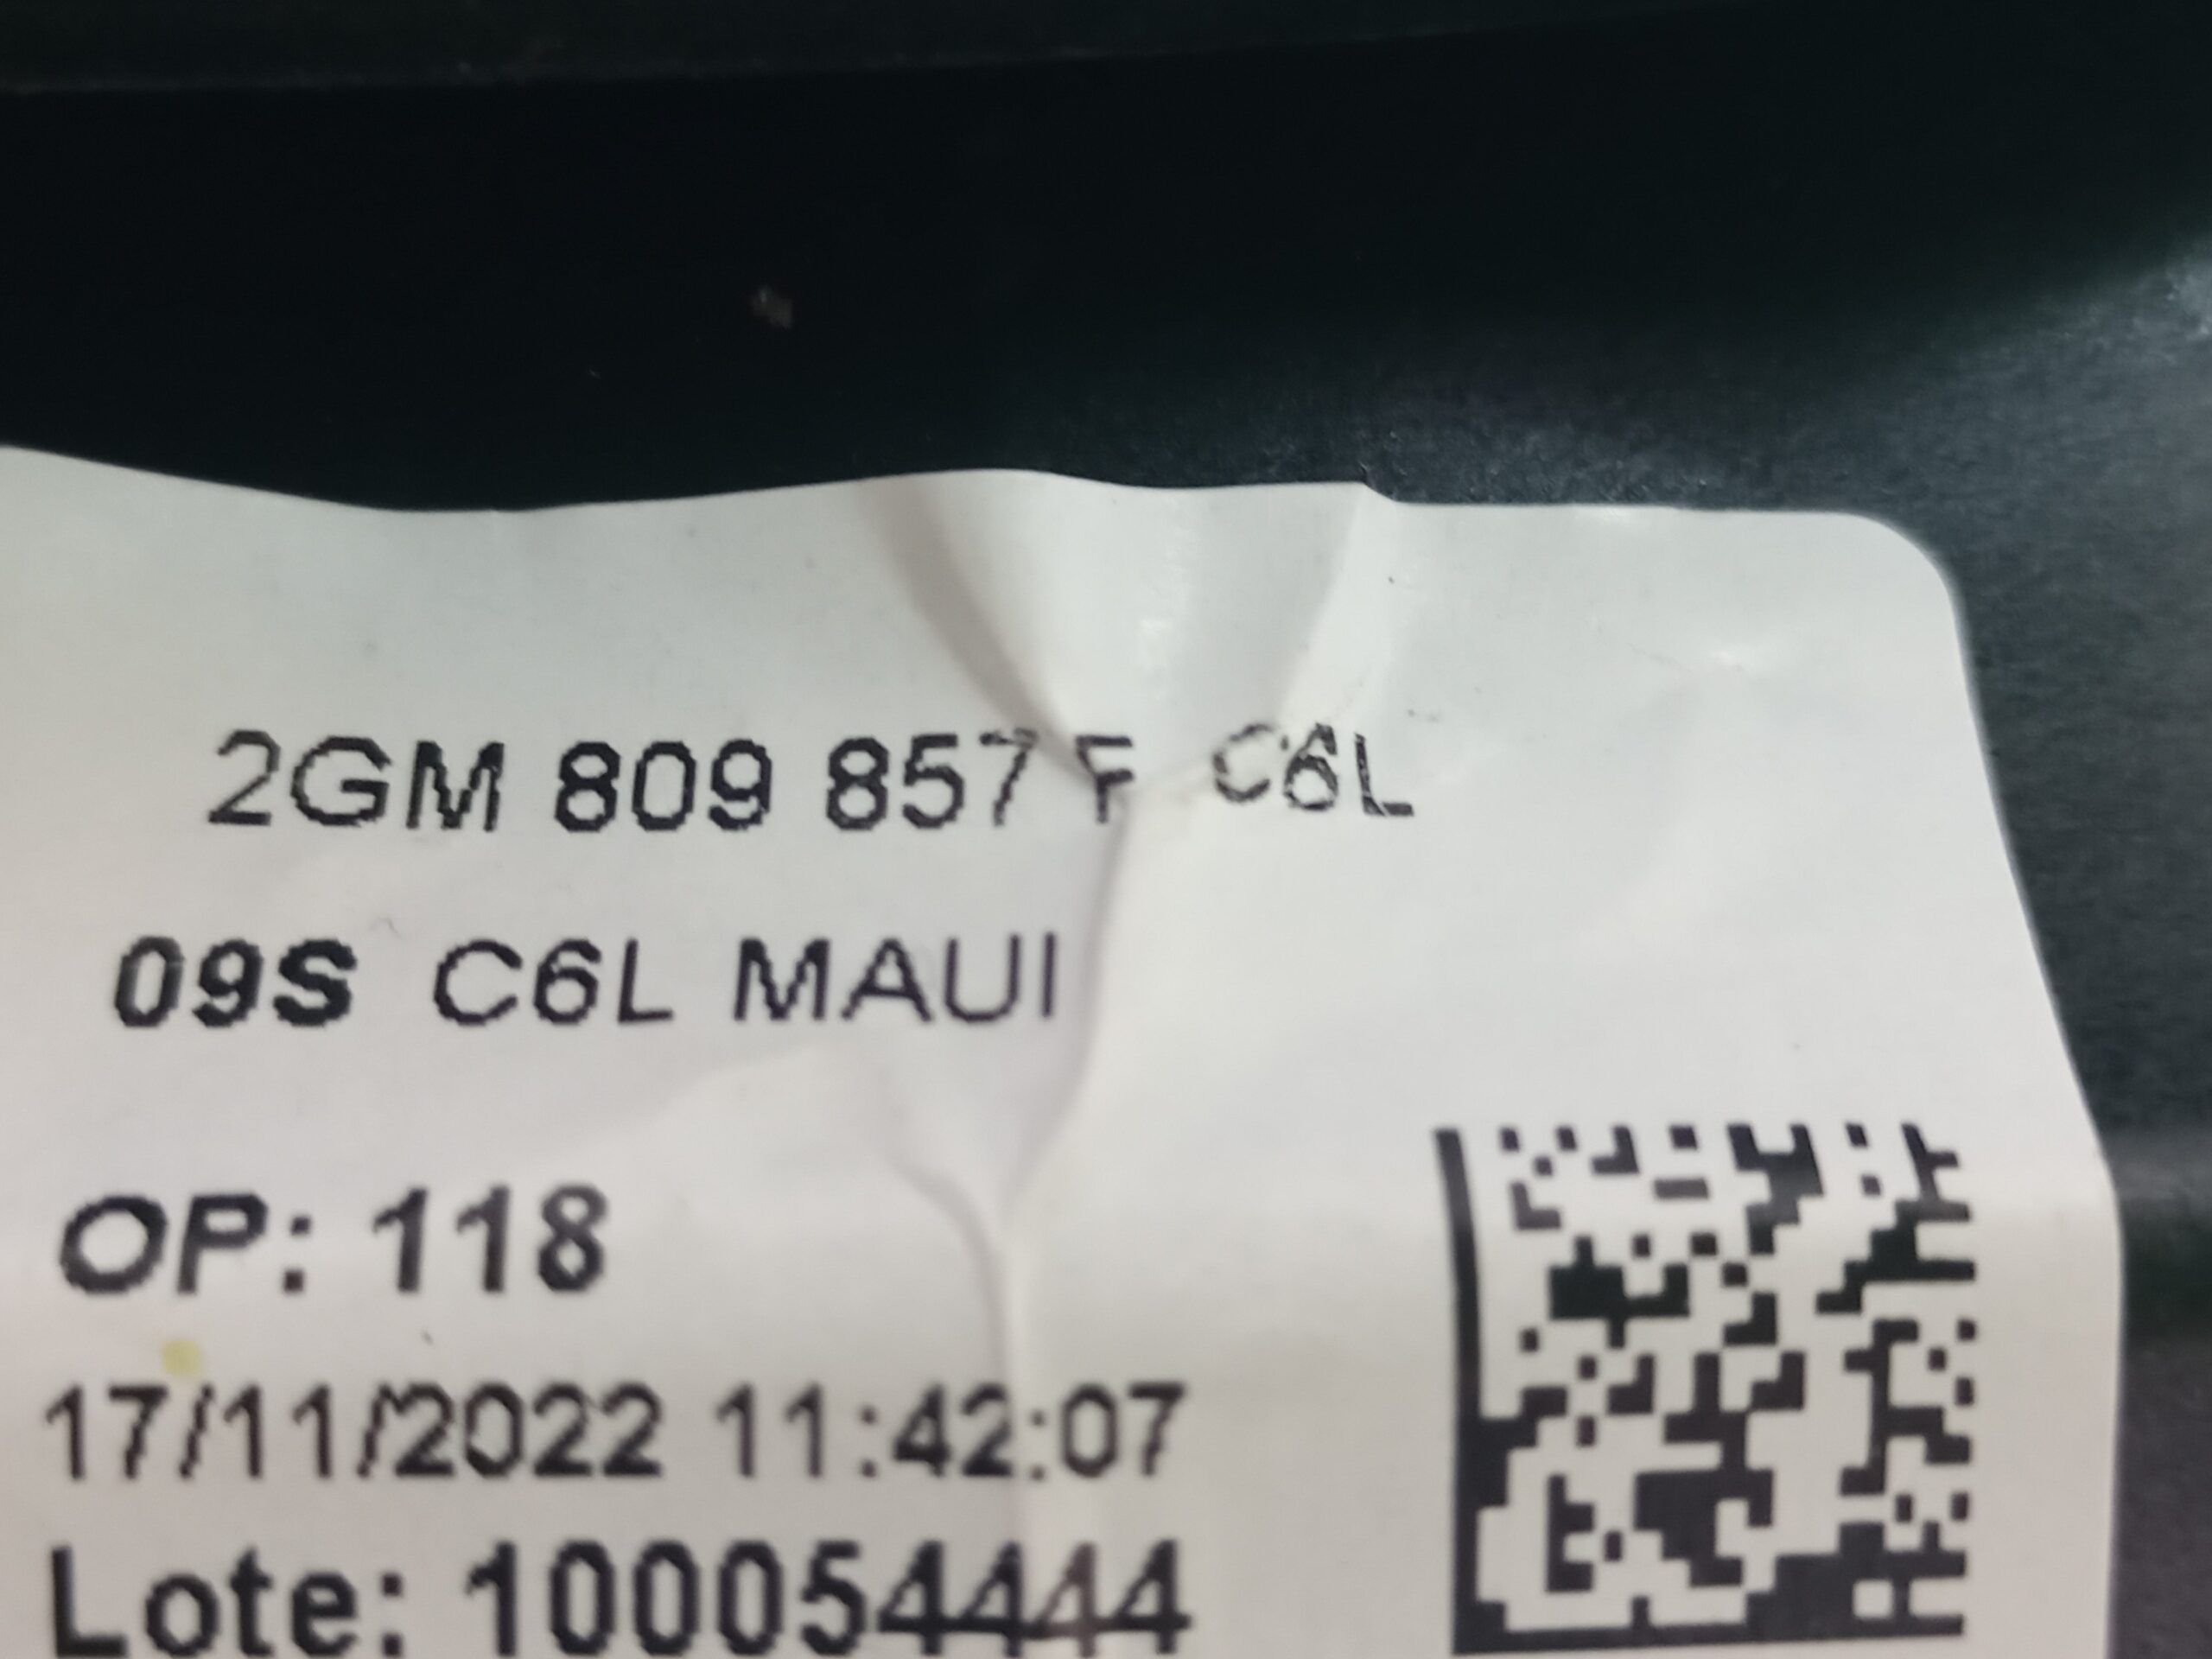 2GM 809 857 F C6L
09S C6L MAUI
OP: 118
17/11/2022 11:42:07
Lote: 100054444